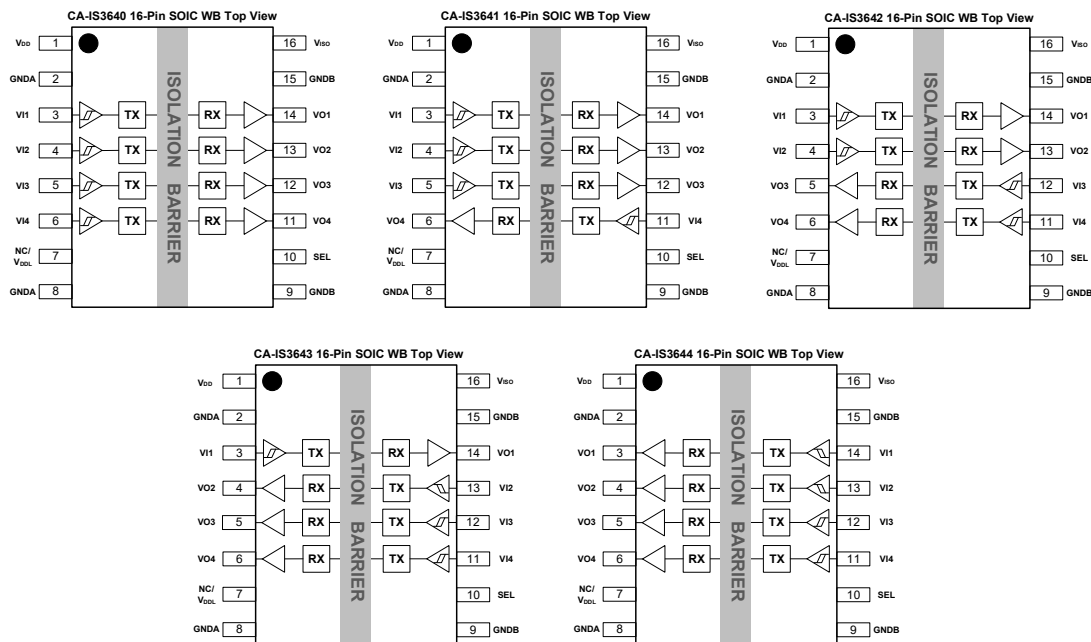 CA-IS3640 16-Pin SOIC WB Top View
VDD 1 16 VISO
GNDA 2 15 GNDB
VI1 3 TX RX 14 VO1
VI2 4 TX RX 13 VO2
VI3 5 TX RX 12 VO3
VI4 6 TX RX 11 VO4
NC/
VDDL 7 10 SEL
GNDA 8 9 GNDB
ISOLATION BARRIER
CA-IS3641 16-Pin SOIC WB Top View
VDD 1 16 VISO
GNDA 2 15 GNDB
VI1 3 TX RX 14 VO1
VI2 4 TX RX 13 VO2
VI3 5 TX RX 12 VO3
VO4 6 RX TX 11 VI4
NC/
VDDL 7 10 SEL
GNDA 8 9 GNDB
ISOLATION BARRIER
CA-IS3642 16-Pin SOIC WB Top View
VDD 1 16 VISO
GNDA 2 15 GNDB
VI1 3 TX RX 14 VO1
VI2 4 TX RX 13 VO2
VO3 5 RX TX 12 VI3
VO4 6 RX TX 11 VI4
NC/
VDDL 7 10 SEL
GNDA 8 9 GNDB
ISOLATION BARRIER
CA-IS3643 16-Pin SOIC WB Top View
VDD 1 16 VISO
GNDA 2 15 GNDB
VI1 3 TX RX 14 VO1
VO2 4 RX TX 13 VI2
VO3 5 RX TX 12 VI3
VO4 6 RX TX 11 VI4
NC/
VDDL 7 10 SEL
GNDA 8 9 GNDB
ISOLATION BARRIER
CA-IS3644 16-Pin SOIC WB Top View
VDD 1 16 VISO
GNDA 2 15 GNDB
VO1 3 RX TX 14 VI1
VO2 4 RX TX 13 VI2
VO3 5 RX TX 12 VI3
VO4 6 RX TX 11 VI4
NC/
VDDL 7 10 SEL
GNDA 8 9 GNDB
ISOLATION BARRIER